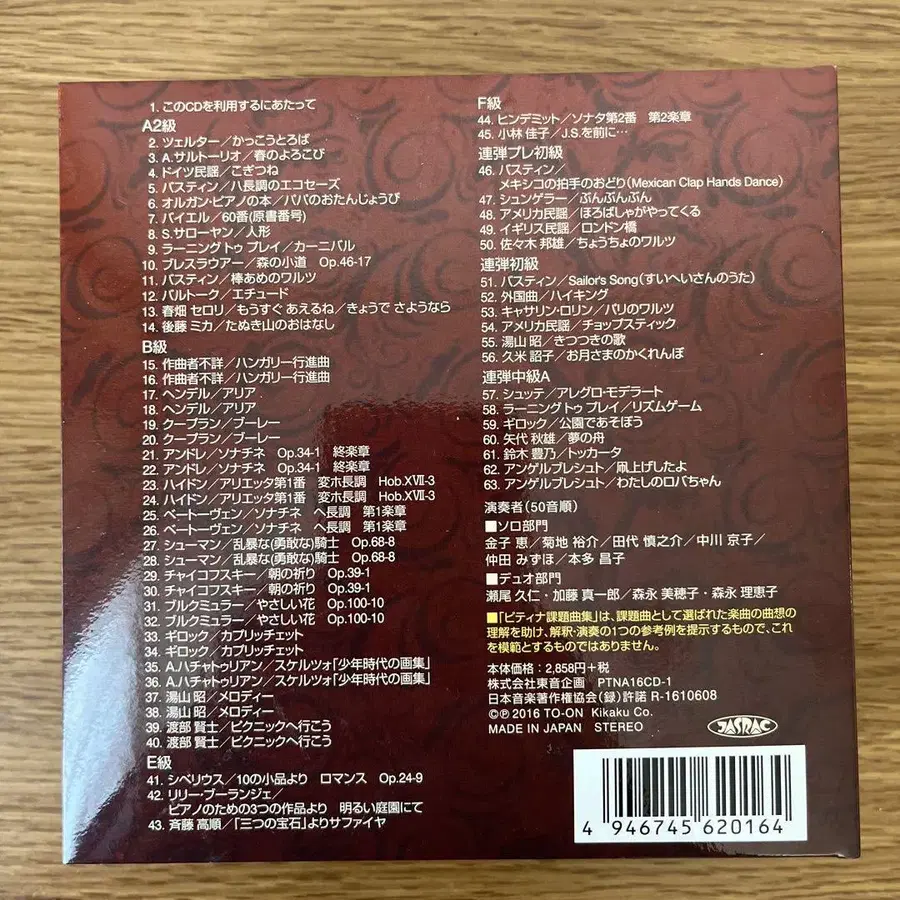 1. このCDを利用するにあたって
A2級
2. ツェルター／かっこうとろば
3. A.サルトーリオ／春のよろこび
4. ドイツ民謡／こぎつね
5. バスティン／ハ長調のエコセーズ
6. オルガン・ピアノの本／パパのおたんじょうび
7. バイエル／60番(原書番号)
8. S.サローヤン／人形
9. ラーニング トゥ プレイ／カーニバル
10. ブレスラウアー／森の小道 Op.46-17
11. バスティン／棒あめのワルツ
12. バルトーク／エチュード
13. 春畑 セロリ／もうすぐ あえるね／きょうで さようなら
14. 後藤 ミカ／たぬき山のおはなし
B級
15. 作曲者不詳／ハンガリー行進曲
16. 作曲者不詳／ハンガリー行進曲
17. ヘンデル／アリア
18. ヘンデル／アリア
19. クープラン／ブーレー
20. クープラン／ブーレー
21. アンドレ／ソナチネ Op.34-1 終楽章
22. アンドレ／ソナチネ Op.34-1 終楽章
23. ハイドン／アリエッタ第1番 変ホ長調 Hob.XVII-3
24. ハイドン／アリエッタ第1番 変ホ長調 Hob.XVII-3
25. ベートーヴェン／ソナチネ ヘ長調 第1楽章
26. ベートーヴェン／ソナチネ ヘ長調 第1楽章
27. シューマン／乱暴な(勇敢な)騎士 Op.68-8
28. シューマン／乱暴な(勇敢な)騎士 Op.68-8
29. チャイコフスキー／朝の祈り Op.39-1
30. チャイコフスキー／朝の祈り Op.39-1
31. ブルクミュラー／やさしい花 Op.100-10
32. ブルクミュラー／やさしい花 Op.100-10
33. ギロック／カプリッチェット
34. ギロック／カプリッチェット
35. A.ハチャトゥリアン／スケルツォ「少年時代の画集」
36. A.ハチャトゥリアン／スケルツォ「少年時代の画集」
37. 湯山 昭／メロディー
38. 湯山 昭／メロディー
39. 渡部 賢士／ピクニックへ行こう
40. 渡部 賢士／ピクニックへ行こう
E級
41. シベリウス／10の小品より ロマンス Op.24-9
42. リリー・ブーランジェ／
ピアノのための3つの作品より 明るい庭園にて
43. 斉藤 高順／「三つの宝石」よりサファイヤ
F級
44. ヒンデミット／ソナタ第2番 第2楽章
45. 小林 佳子／J.S.を前に…
連弾プレ初級
46. バスティン／
メキシコの拍手のおどり(Mexican Clap Hands Dance)
47. シュンゲラー／ぶんぶんぶん
48. アメリカ民謡／ほろばしゃがやってくる
49. イギリス民謡／ロンドン橋
50. 佐々木 邦雄／ちょうちょのワルツ
連弾初級
51. バスティン／Sailor's Song(すいへいさんのうた)
52. 外国曲／ハイキング
53. キャサリン・ロリン／パリのワルツ
54. アメリカ民謡／チョップスティック
55. 湯山 昭／きつつきの歌
56. 久米 詔子／お月さまのかくれんぼ
連弾中級A
57. シュッテ／アレグロ・モデラート
58. ラーニング トゥ プレイ／リズムゲーム
59. ギロック／公園であそぼう
60. 矢代 秋雄／夢の舟
61. 鈴木 豊乃／トッカータ
62. アンゲルブレシュト／凧上げしたよ
63. アンゲルブレシュト／わたしのロバちゃん
演奏者(50音順)
■ソロ部門
金子 恵／菊地 裕介／田代 慎之介／中川 京子／
仲田 みずほ／本多 昌子
■デュオ部門
瀬尾 久仁・加藤 真一郎／森永 美穂子・森永 理恵子
■「ピティナ課題曲集」は、課題曲として選ばれた楽曲の曲想の
理解を助け、解釈・演奏の1つの参考例を提示するもので、これ
を模範とするものではありません。
本体価格：2,858円+税
株式会社東音企画 PTNA16CD-1
日本音楽著作権協会(録)許諾 R-1610608
©℗ 2016 TO-ON Kikaku Co.
MADE IN JAPAN STEREO
JASRAC
4 946745 620164